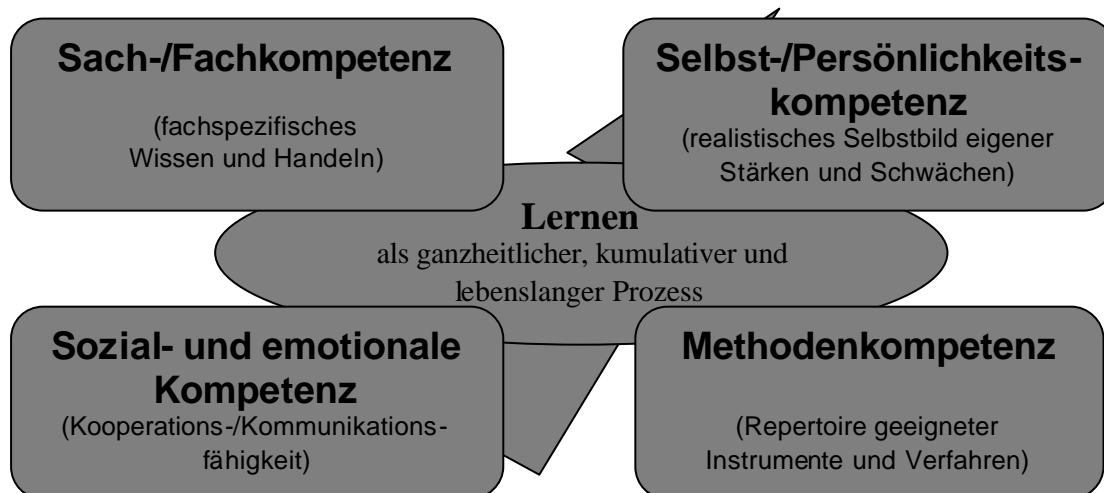 Sach-/Fachkompetenz
(fachspezifisches
Wissen und Handeln)
Selbst-/Persönlichkeits-
kompetenz
(realistisches Selbstbild eigener
Stärken und Schwächen)
Lernen
als ganzheitlicher, kumulativer und
lebenslanger Prozess
Sozial- und emotionale
Kompetenz
(Kooperations-/Kommunikations-
fähigkeit)
Methodenkompetenz
(Repertoire geeigneter
Instrumente und Verfahren)